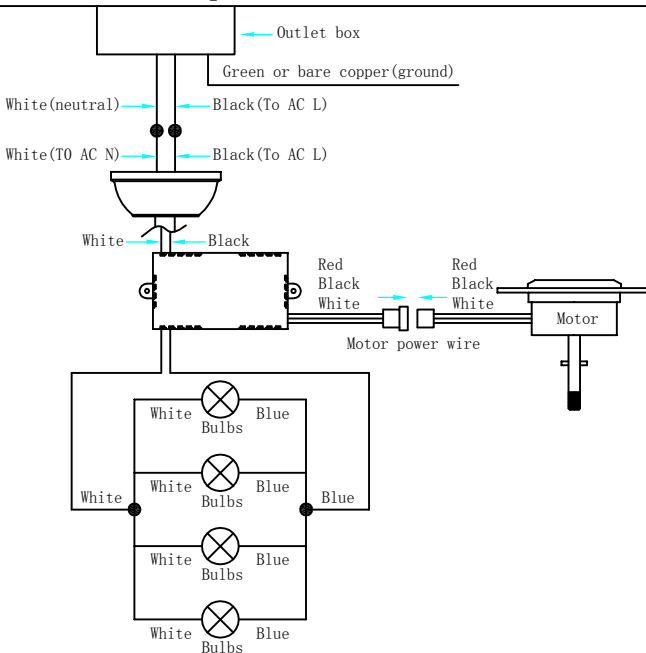 Outlet box
Green or bare copper(ground)
White(neutral)
Black(To AC L)
White(TO AC N)
Black(To AC L)
White
Black
Red
Black
White
Red
Black
White
Motor
Motor power wire
White
Blue
Bulbs
White
Blue
Bulbs
White
Blue
White
Blue
Bulbs
White
Blue
Bulbs